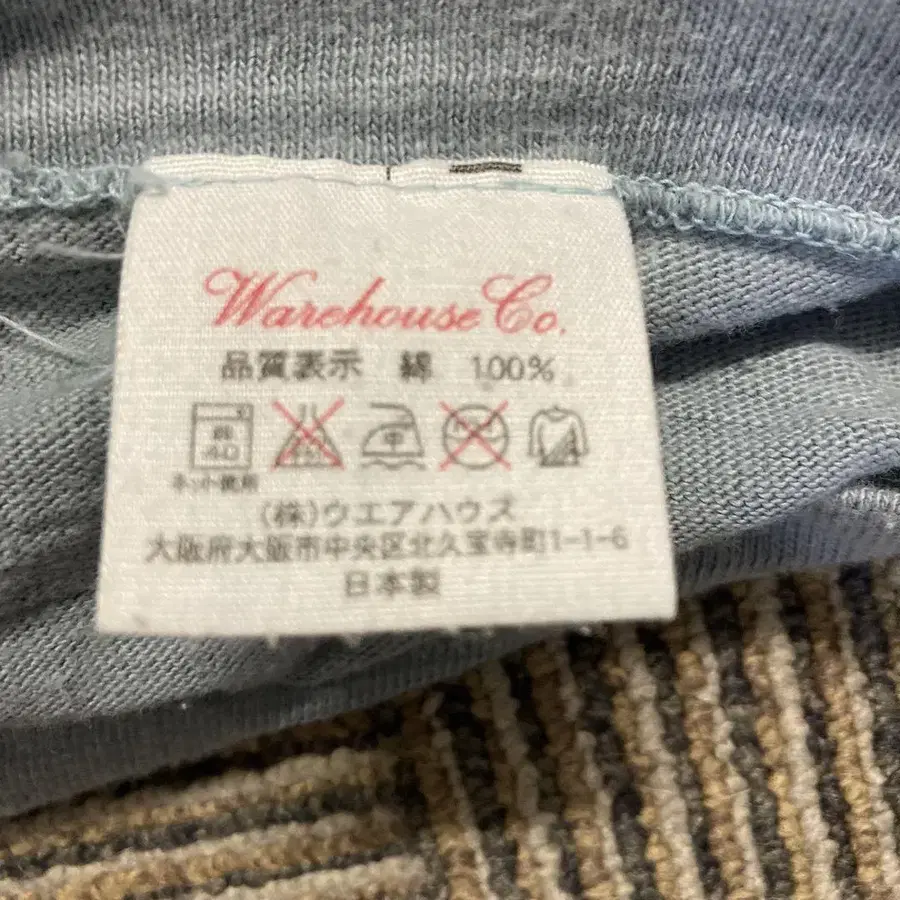 Warehouse Co.
品質表示 綿 100%
40
中
ネット使用
(株)ウエアハウス
大阪府大阪市中央区北久宝寺町1-1-6
日本製